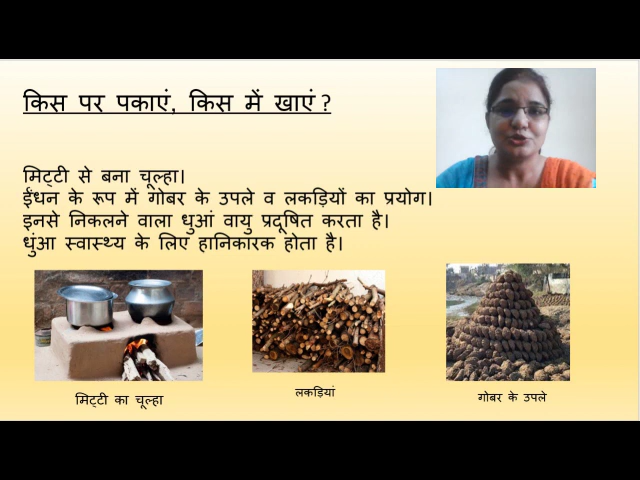 किस पर पकाएं, किस में खाएं ?
मिट्टी से बना चूल्हा।
ईंधन के रूप में गोबर के उपले व लकड़ियों का प्रयोग।
इनसे निकलने वाला धुआं वायु प्रदूषित करता है।
धुंआ स्वास्थ्य के लिए हानिकारक होता है।
मिट्टी का चूल्हा
लकड़ियां
गोबर के उपले